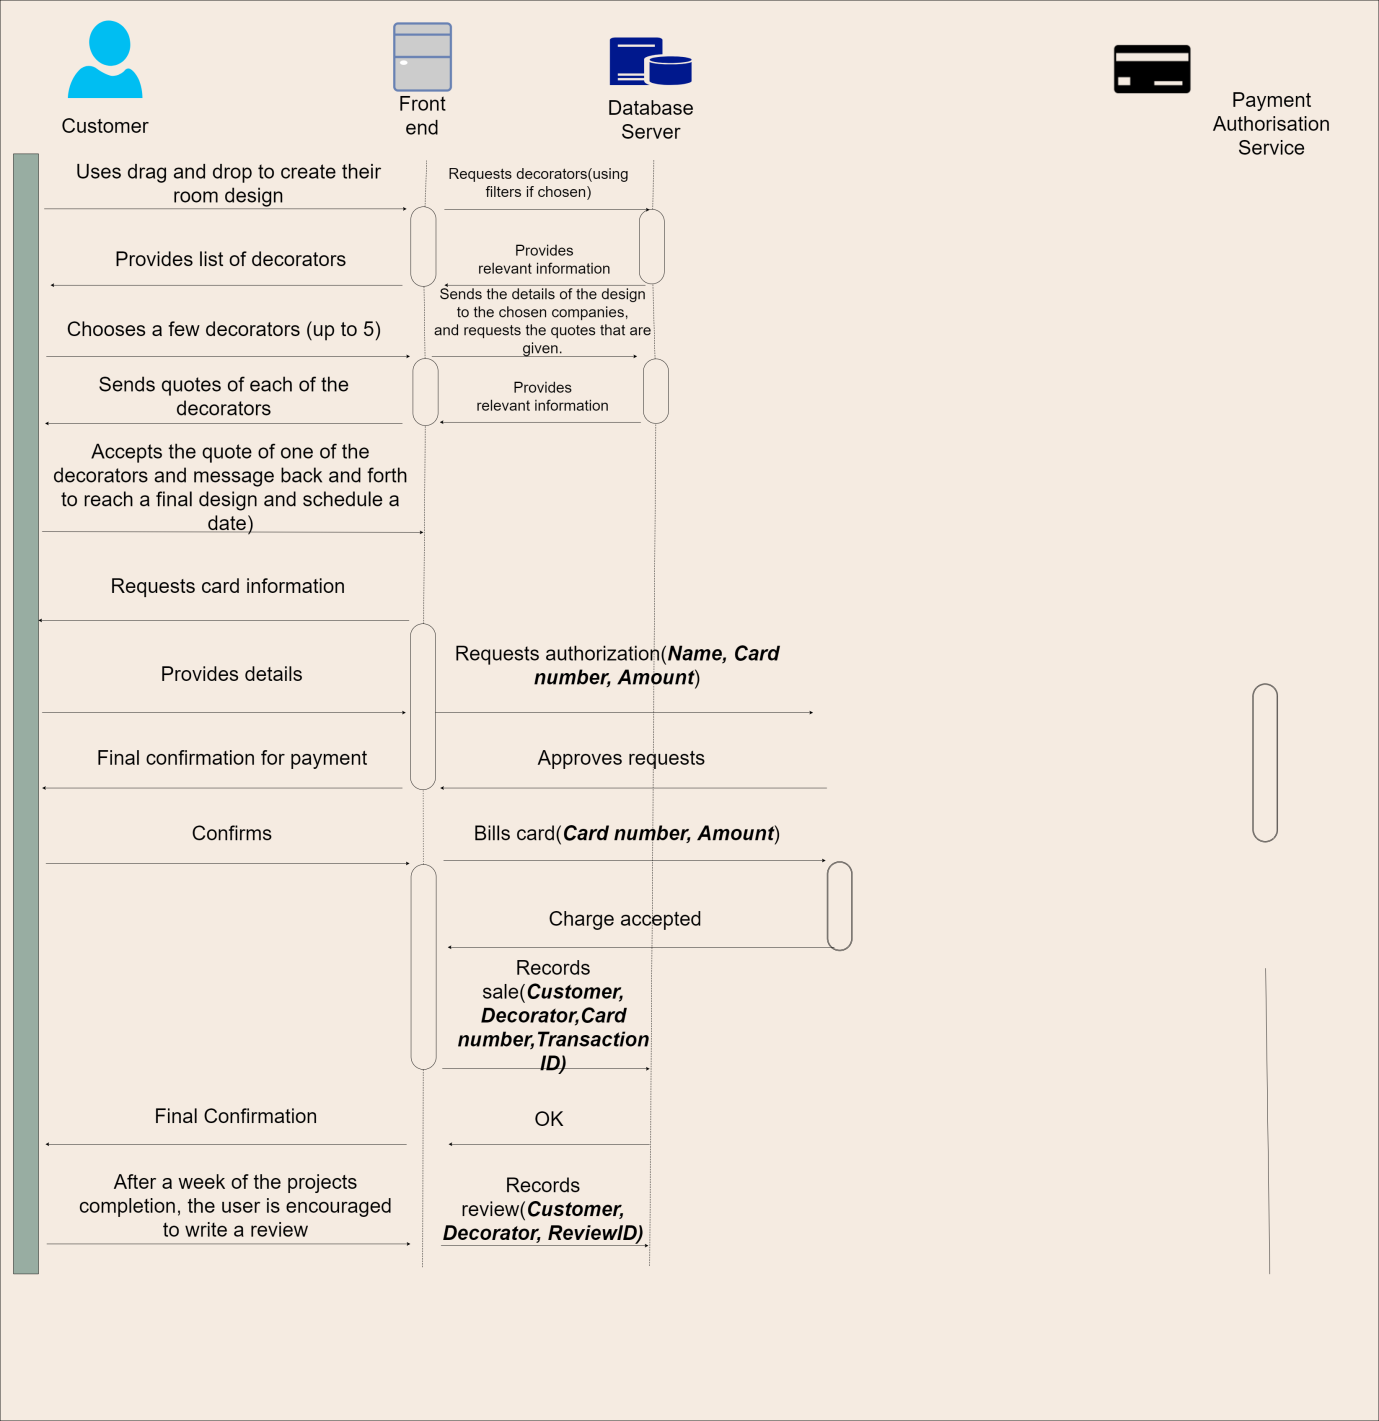 Customer
Front
end
Database
Server
Payment
Authorisation
Service
Uses drag and drop to create their
room design
Requests decorators(using
filters if chosen)
Provides list of decorators
Provides
relevant information
Sends the details of the design
to the chosen companies,
and requests the quotes that are
given.
Chooses a few decorators (up to 5)
Sends quotes of each of the
decorators
Provides
relevant information
Accepts the quote of one of the
decorators and message back and forth
to reach a final design and schedule a
date)
Requests card information
Requests authorization(Name, Card
number, Amount)
Provides details
Final confirmation for payment
Approves requests
Confirms
Bills card(Card number, Amount)
Charge accepted
Records
sale(Customer,
Decorator,Card
number,Transaction
ID)
Final Confirmation
OK
After a week of the projects
completion, the user is encouraged
to write a review
Records
review(Customer,
Decorator, ReviewID)